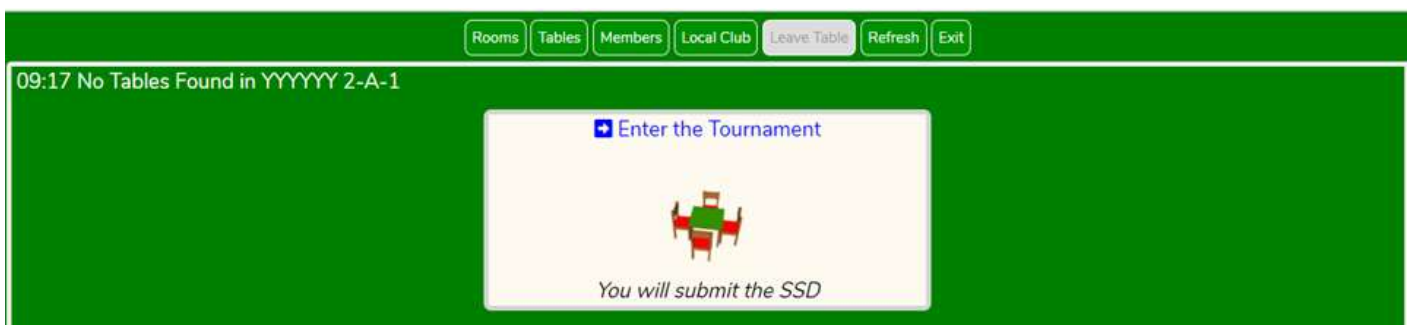 Rooms Tables Members Local Club Leave Table Refresh Exit
09:17 No Tables Found in YYYYYY 2-A-1
Enter the Tournament
You will submit the SSD